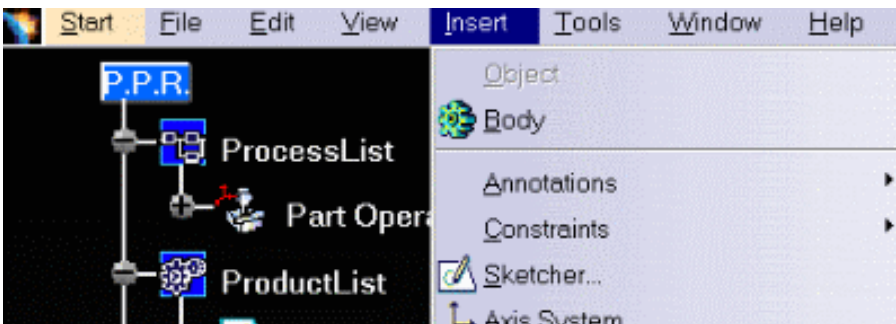 Start File Edit View Insert Tools Window Help
P.P.R.
ProcessList
Part Opera
ProductList
Object
Body
Annotations
Constraints
Sketcher...
Axis System